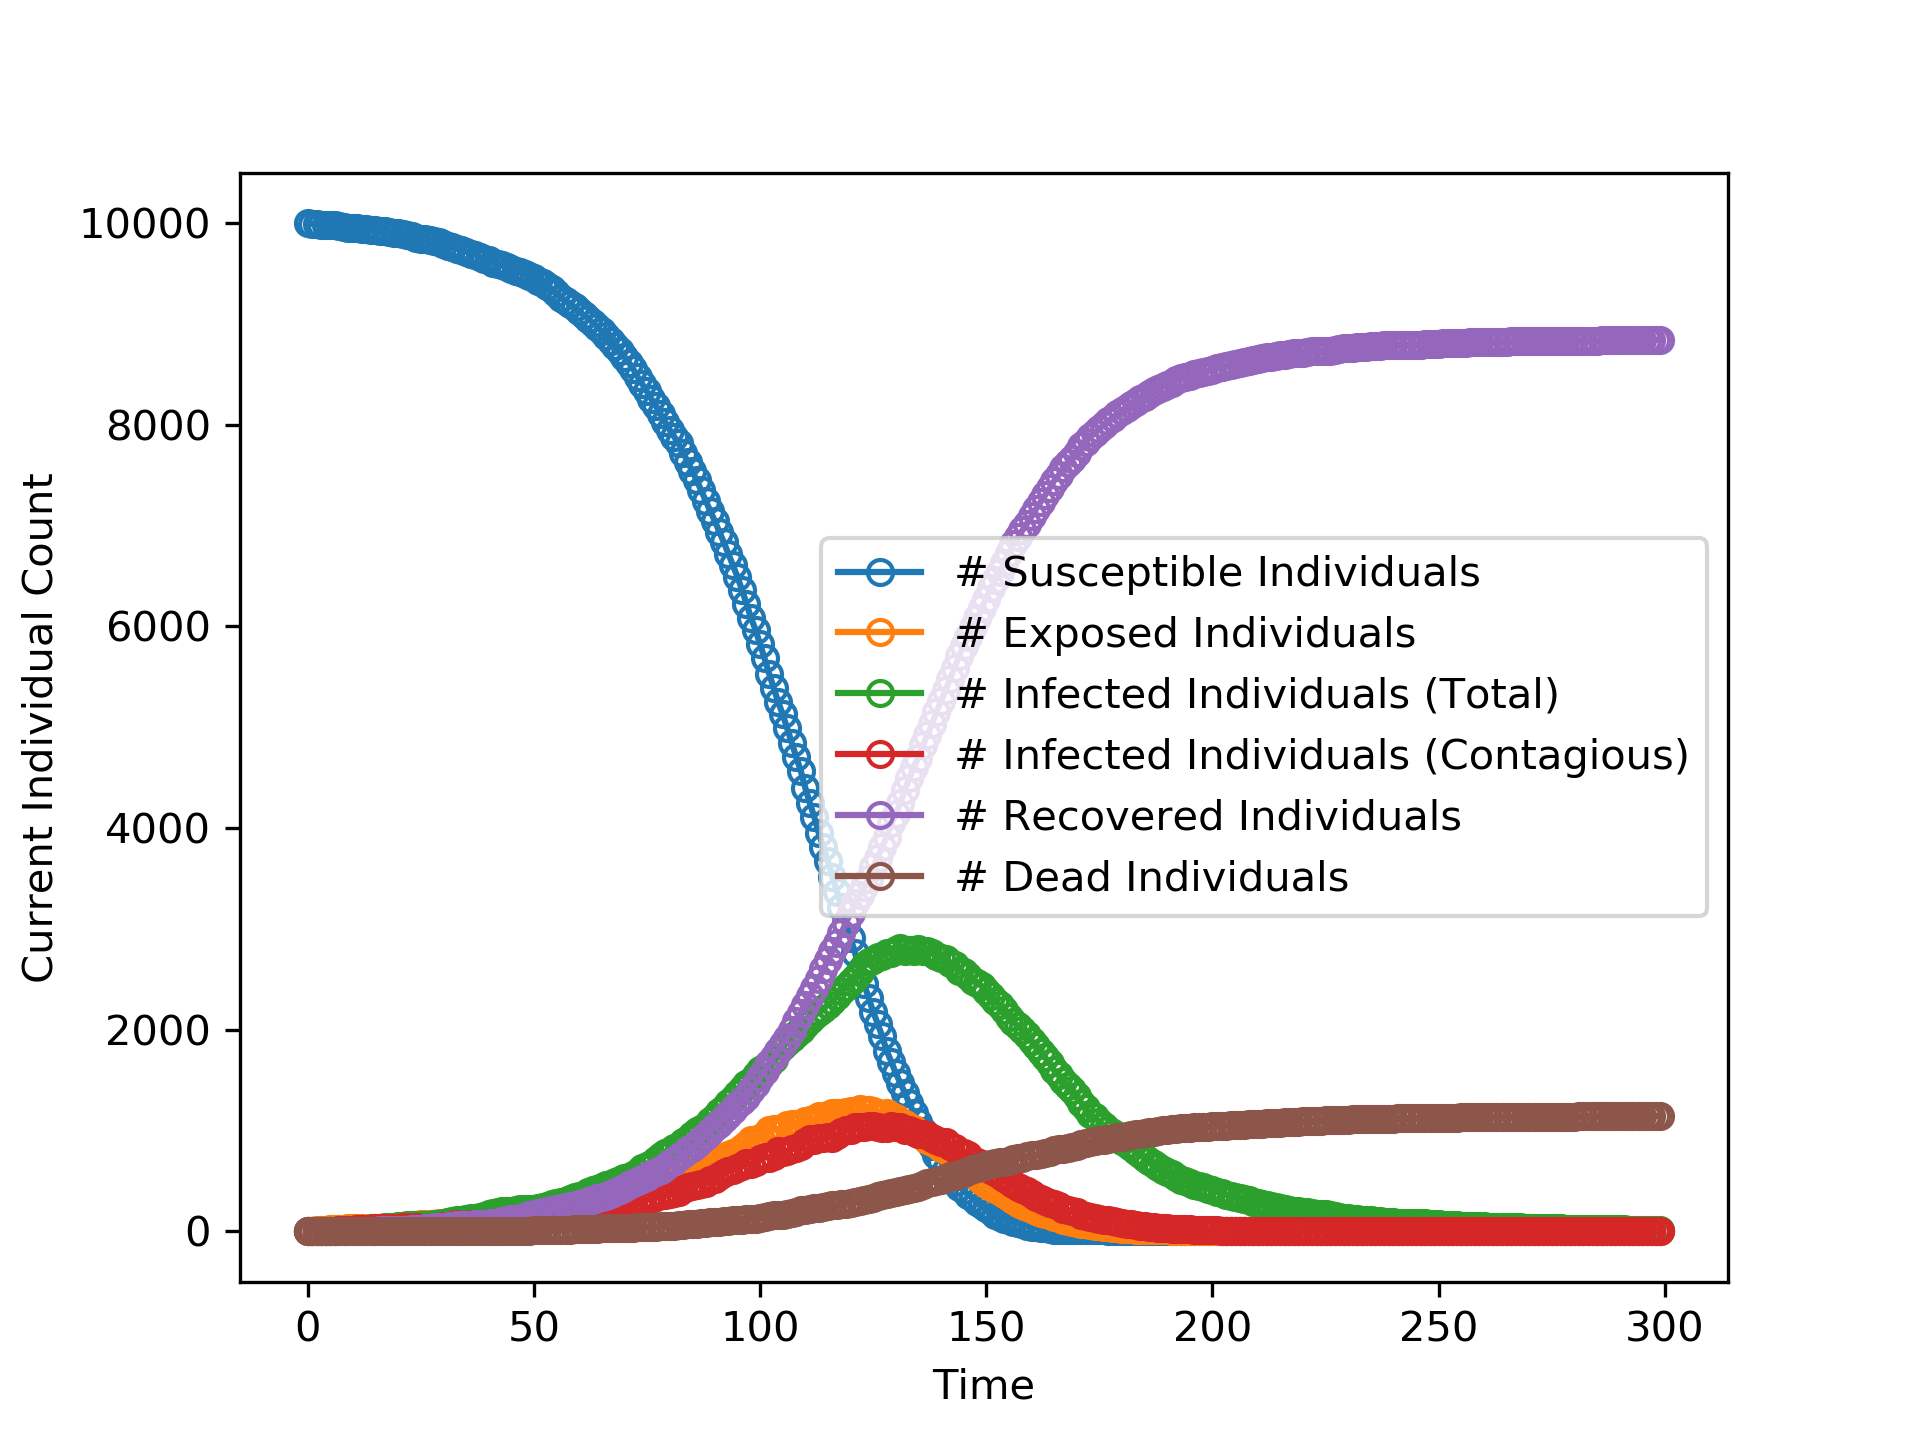 10000
8000
6000
4000
2000
0
Current Individual Count
# Susceptible Individuals
# Exposed Individuals
# Infected Individuals (Total)
# Infected Individuals (Contagious)
# Recovered Individuals
# Dead Individuals
0 50 100 150 200 250 300
Time